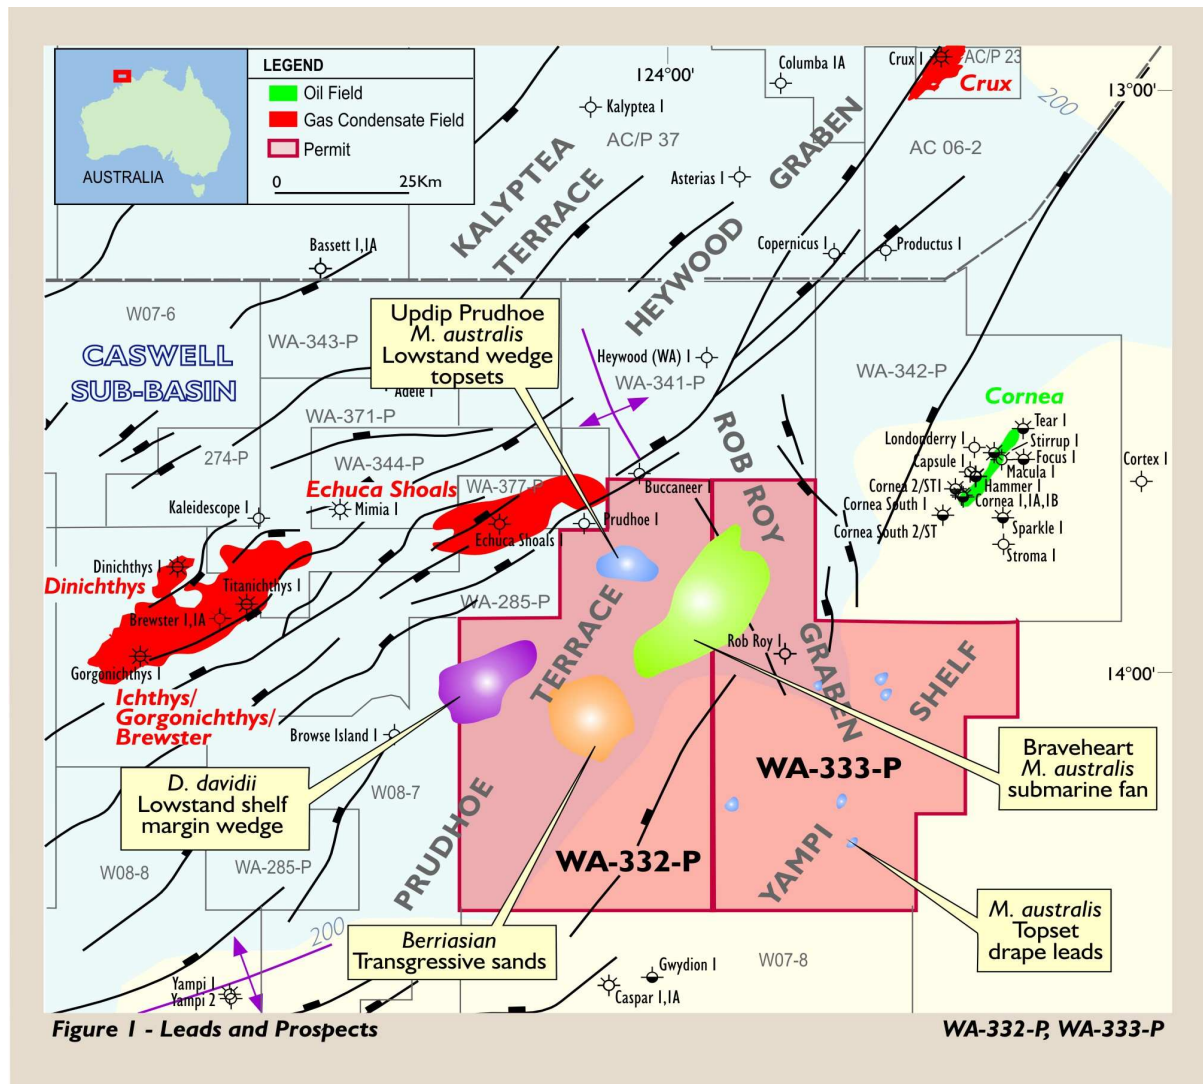 LEGEND
Oil Field
Gas Condensate Field
Permit
0 25Km
AUSTRALIA
124°00'
13°00'
14°00'
200
200
Crux 1
AC/P 23
Crux
Columba 1A
Kalyptea 1
AC/P 37
AC 06-2
KALYPTEA
TERRACE
HEYWOOD
GRABEN
Asterias 1
Copernicus 1
Productus 1
Bassett 1,1A
W07-6
CASWELL
SUB-BASIN
WA-343-P
Updip Prudhoe
M. australis
Lowstand wedge
topsets
Adele 1
WA-371-P
Heywood (WA) 1
WA-341-P
WA-342-P
ROB ROY
GRABEN
Cornea
Tear 1
Londonderry 1
Stirrup 1
Focus 1
Capsule 1
Macula 1
Cortex 1
Cornea 2/ST1
Hammer 1
Cornea South 1
Cornea 1,1A,1B
Cornea South 2/ST
Sparkle 1
Stroma 1
274-P
WA-344-P
Echuca Shoals
WA-377-P
Buccaneer 1
Kaleidescope 1
Mimia 1
Echuca Shoals 1
Prudhoe 1
Dinichthys 1
Dinichthys
Titanichthys 1
Brewster 1,1A
WA-285-P
Gorgonichthys 1
Ichthys/
Gorgonichthys/
Brewster
Rob Roy 1
PRUDHOE
TERRACE
YAMPI
SHELF
Browse Island 1
D. davidii
Lowstand shelf
margin wedge
W08-7
WA-332-P
WA-333-P
Braveheart
M. australis
submarine fan
W08-8
WA-285-P
Berriasian
Transgressive sands
M. australis
Topset
drape leads
W07-8
Yampi 1
Yampi 2
Gwydion 1
Caspar 1,1A
Figure 1 - Leads and Prospects
WA-332-P, WA-333-P